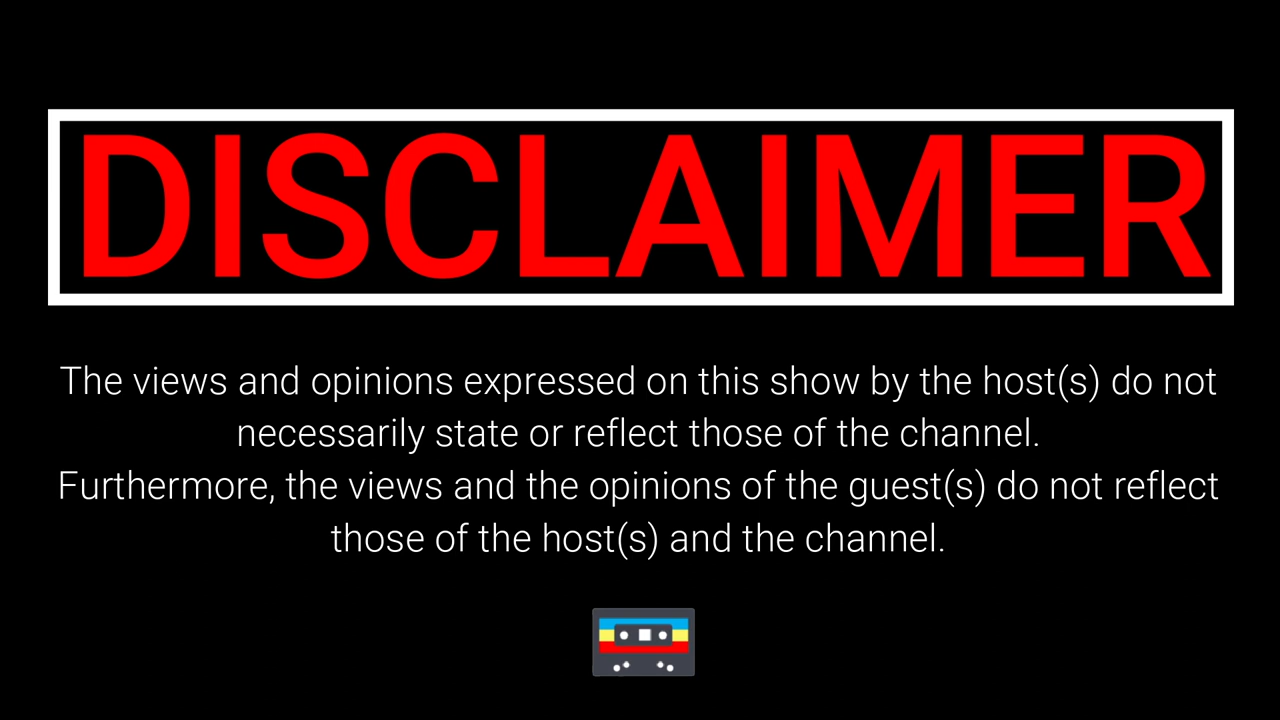 DISCLAIMER
The views and opinions expressed on this show by the host(s) do not
necessarily state or reflect those of the channel.
Furthermore, the views and the opinions of the guest(s) do not reflect
those of the host(s) and the channel.